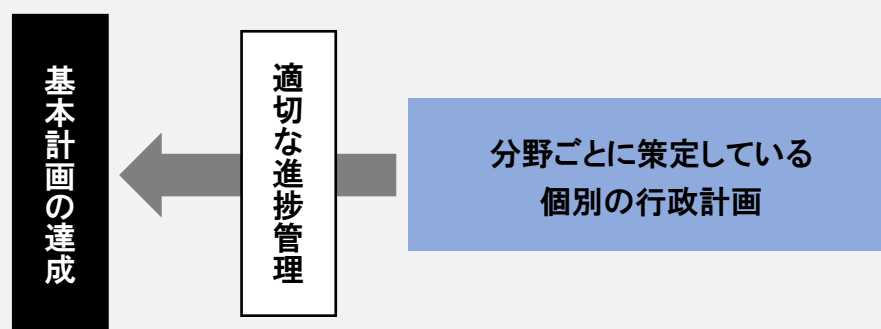 基本計画の達成
適切な進捗管理
分野ごとに策定している
個別の行政計画